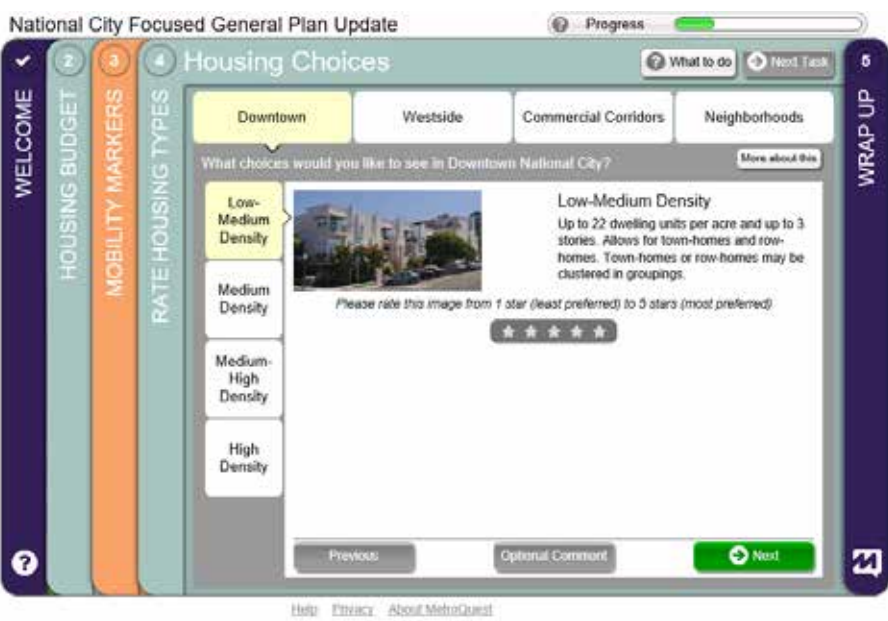 National City Focused General Plan Update
Progress
WELCOME
2
HOUSING BUDGET
3
MOBILITY MARKERS
4
RATE HOUSING TYPES
Housing Choices
? What to do
Next Task
5
WRAP UP
Downtown
Westside
Commercial Corridors
Neighborhoods
What choices would you like to see in Downtown National City?
More about this
Low-
Medium
Density
Medium
Density
Medium-
High
Density
High
Density
Low-Medium Density
Up to 22 dwelling units per acre and up to 3
stories. Allows for town-homes and row-
homes. Town-homes or row-homes may be
clustered in groupings.
Please rate this image from 1 star (least preferred) to 5 stars (most preferred)
Previous
Optional Comment
Next
?
Help Privacy About MetroQuest